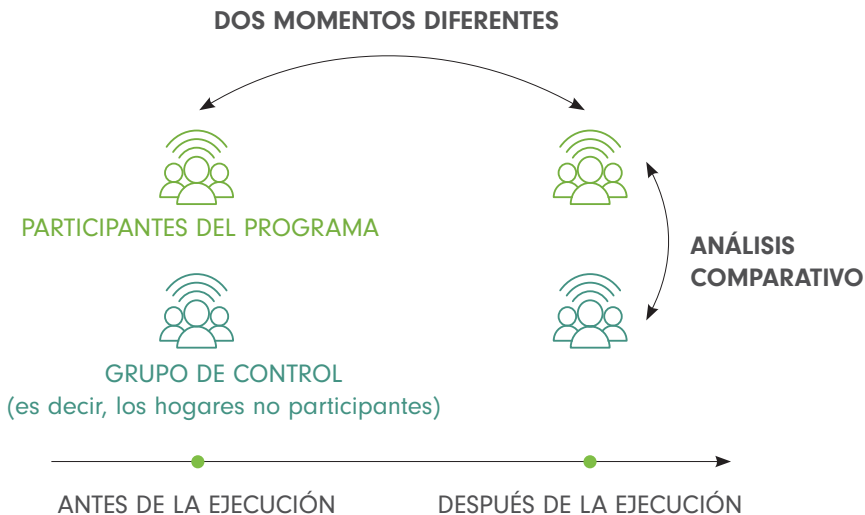 DOS MOMENTOS DIFERENTES
PARTICIPANTES DEL PROGRAMA
ANÁLISIS
COMPARATIVO
GRUPO DE CONTROL
(es decir, los hogares no participantes)
ANTES DE LA EJECUCIÓN
DESPUÉS DE LA EJECUCIÓN